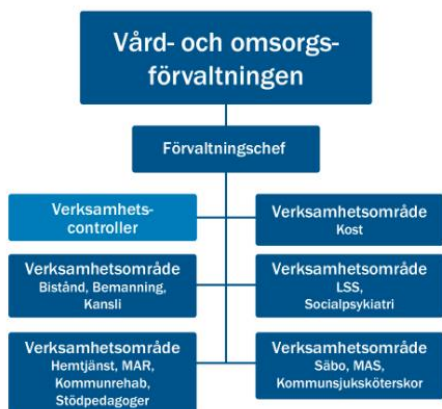 Vård- och omsorgs-
förvaltningen
Förvaltningschef
Verksamhets-
controller
Verksamhetsområde
Kost
Verksamhetsområde
Bistånd, Bemanning,
Kansli
Verksamhetsområde
LSS,
Socialpsykiatri
Verksamhetsområde
Hemtjänst, MAR,
Kommunrehab,
Stödpedagoger
Verksamhetsområde
Säbo, MAS,
Kommunsjuksköterskor